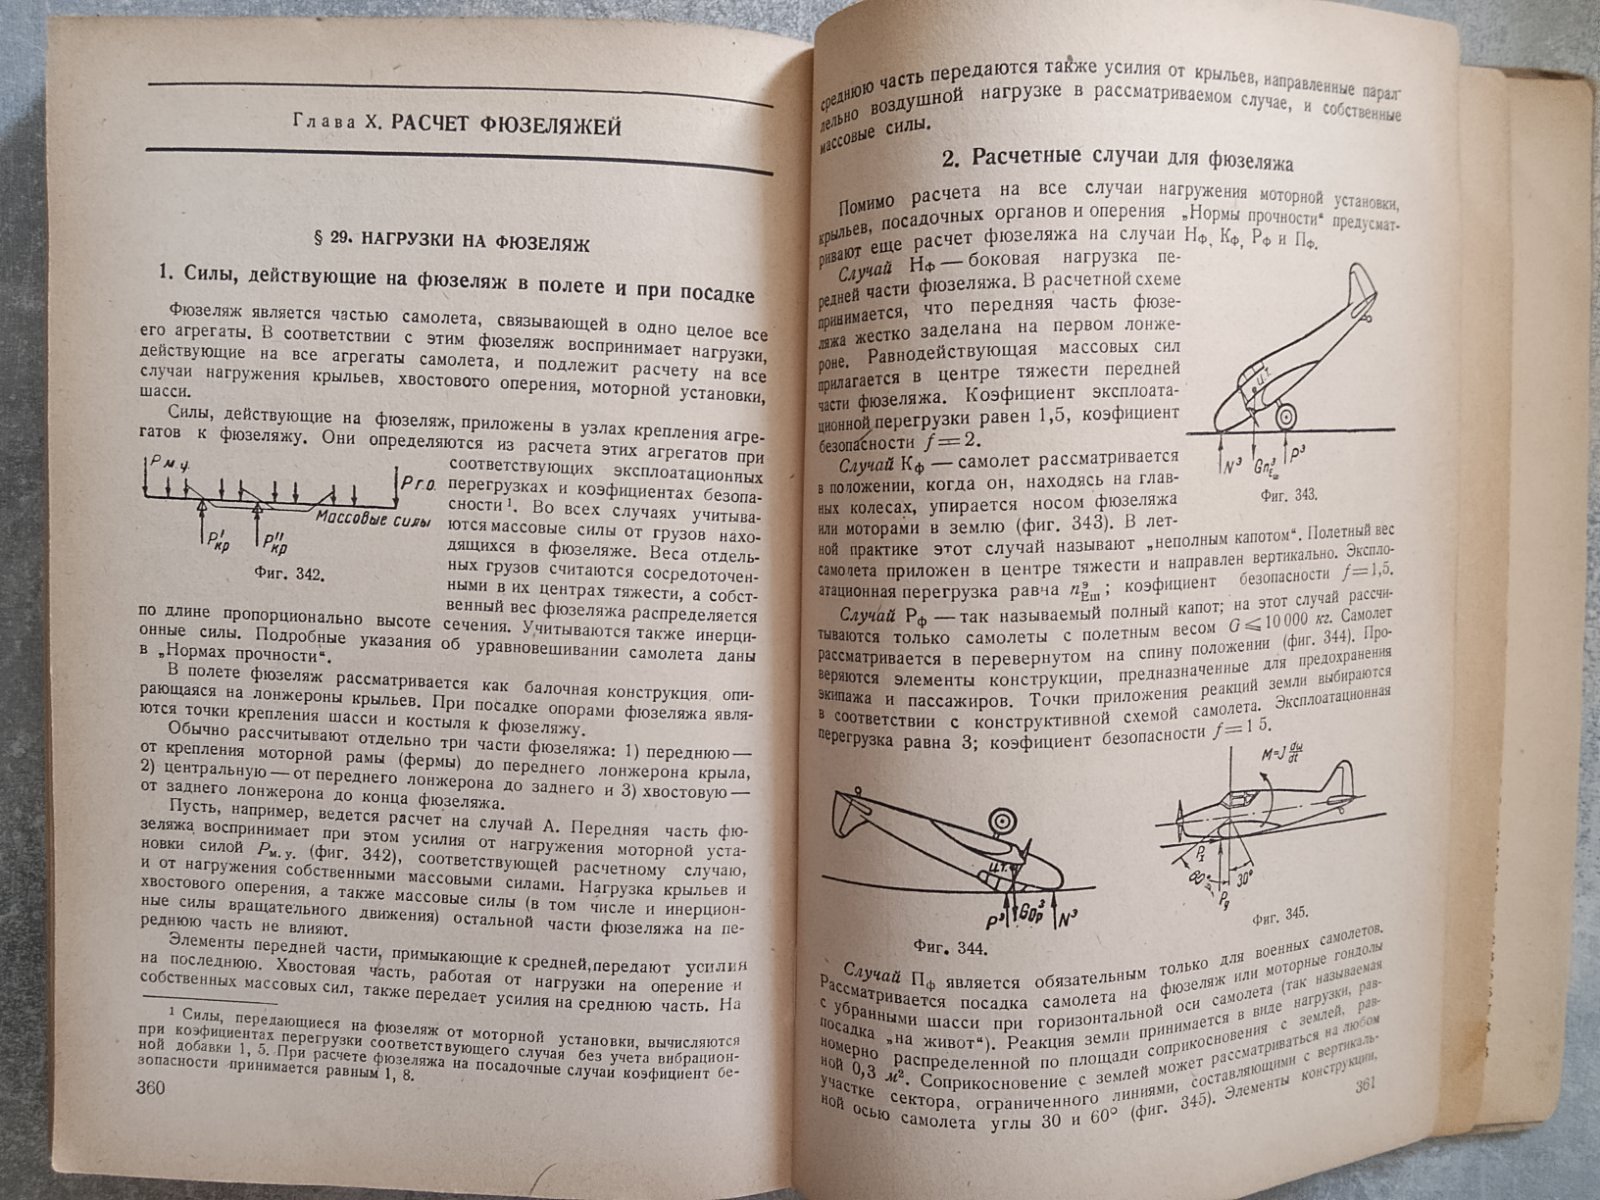 Глава X. РАСЧЕТ ФЮЗЕЛЯЖЕЙ
§ 29. НАГРУЗКИ НА ФЮЗЕЛЯЖ
1. Силы, действующие на фюзеляж в полете и при посадке
Фюзеляж является частью самолета, связывающей в одно целое все
его агрегаты. В соответствии с этим фюзеляж воспринимает нагрузки,
действующие на все агрегаты самолета, и подлежит расчету на все
случаи нагружения крыльев, хвостового оперения, моторной установки,
шасси.
Силы, действующие на фюзеляж, приложены в узлах крепления агре-
гатов к фюзеляжу. Они определяются из расчета этих агрегатов при
соответствующих эксплоатационных
перегрузках и коэфициентах безопа-
сности¹. Во всех случаях учитыва-
ются массовые силы от грузов нахо-
дящихся в фюзеляже. Веса отдель-
ных грузов считаются сосредоточен-
ными в их центрах тяжести, а собст-
венный вес фюзеляжа распределяется
Рм.у.
Рг.о.
Массовые силы
Р'кр
Р"кр
Фиг. 342.
по длине пропорционально высоте сечения. Учитываются также инерци-
онные силы. Подробные указания об уравновешивании самолета даны
в „Нормах прочности“.
В полете фюзеляж рассматривается как балочная конструкция опи-
рающаяся на лонжероны крыльев. При посадке опорами фюзеляжа явля-
ются точки крепления шасси и костыля к фюзеляжу.
Обычно рассчитывают отдельно три части фюзеляжа: 1) переднюю —
от крепления моторной рамы (фермы) до переднего лонжерона крыла,
2) центральную — от переднего лонжерона до заднего и 3) хвостовую —
от заднего лонжерона до конца фюзеляжа.
Пусть, например, ведется расчет на случай А. Передняя часть фю-
зеляжа воспринимает при этом усилия от нагружения моторной уста-
новки силой Рм. у. (фиг. 342), соответствующей расчетному случаю,
и от нагружения собственными массовыми силами. Нагрузка крыльев и
хвостового оперения, а также массовые силы (в том числе и инерцион-
ные силы вращательного движения) остальной части фюзеляжа на пе-
реднюю часть не влияют.
Элементы передней части, примыкающие к средней, передают усилия
на последнюю. Хвостовая часть, работая от нагрузки на оперение и
собственных массовых сил, также передает усилия на среднюю часть. На
¹ Силы, передающиеся на фюзеляж от моторной установки, вычисляются
при коэфициентах перегрузки соответствующего случая без учета вибрацион-
ной добавки 1, 5. При расчете фюзеляжа на посадочные случаи коэфициент бе-
зопасности принимается равным 1, 8.
360
среднюю часть передаются также усилия от крыльев, направленные парал-
лельно воздушной нагрузке в рассматриваемом случае, и собственные
массовые силы.
2. Расчетные случаи для фюзеляжа
Помимо расчета на все случаи нагружения моторной установки,
крыльев, посадочных органов и оперения „Нормы прочности“ предусмат-
ривают еще расчет фюзеляжа на случаи НФ, КФ, РФ и ПФ.
Случай НФ — боковая нагрузка пе-
редней части фюзеляжа. В расчетной схеме
принимается, что передняя часть фюзе-
ляжа жестко заделана на первом лонже-
роне. Равнодействующая массовых сил
прилагается в центре тяжести передней
части фюзеляжа. Коэфициент эксплоата-
ционной перегрузки равен 1,5, коэфициент
безопасности f = 2.
Случай КФ — самолет рассматривается
в положении, когда он, находясь на глав-
ных колесах, упирается носом фюзеляжа
или моторами в землю (фиг. 343). В лет-
ц.т.
Nэ
GnэЕш
Pэ
Фиг. 343.
ной практике этот случай называют „неполным капотом“. Полетный вес
самолета приложен в центре тяжести и направлен вертикально. Экспло-
атационная перегрузка равна nэЕш; коэфициент безопасности f = 1,5.
Случай РФ — так называемый полный капот; на этот случай рассчи-
тываются только самолеты с полетным весом G ⩽ 10 000 кг. Самолет
рассматривается в перевернутом на спину положении (фиг. 344). Про-
веряются элементы конструкции, предназначенные для предохранения
экипажа и пассажиров. Точки приложения реакций земли выбираются
в соответствии с конструктивной схемой самолета. Эксплоатационная
перегрузка равна 3; коэфициент безопасности f = 1 5.
ц.т.
Pэ
Nэ
Фиг. 344.
M=J dω/dt
60°
30°
Фиг. 345.
Случай ПФ является обязательным только для военных самолетов.
Рассматривается посадка самолета на фюзеляж или моторные гондолы
с убранными шасси при горизонтальной оси самолета (так называемая
посадка „на живот“). Реакция земли принимается в виде нагрузки, рав-
номерно распределенной по площади соприкосновения с землей, рав-
ной 0,3 м². Соприкосновение с землей может рассматриваться на любом
участке сектора, ограниченного линиями, составляющими с вертикаль-
ной осью самолета углы 30 и 60° (фиг. 345). Элементы конструкции,
361